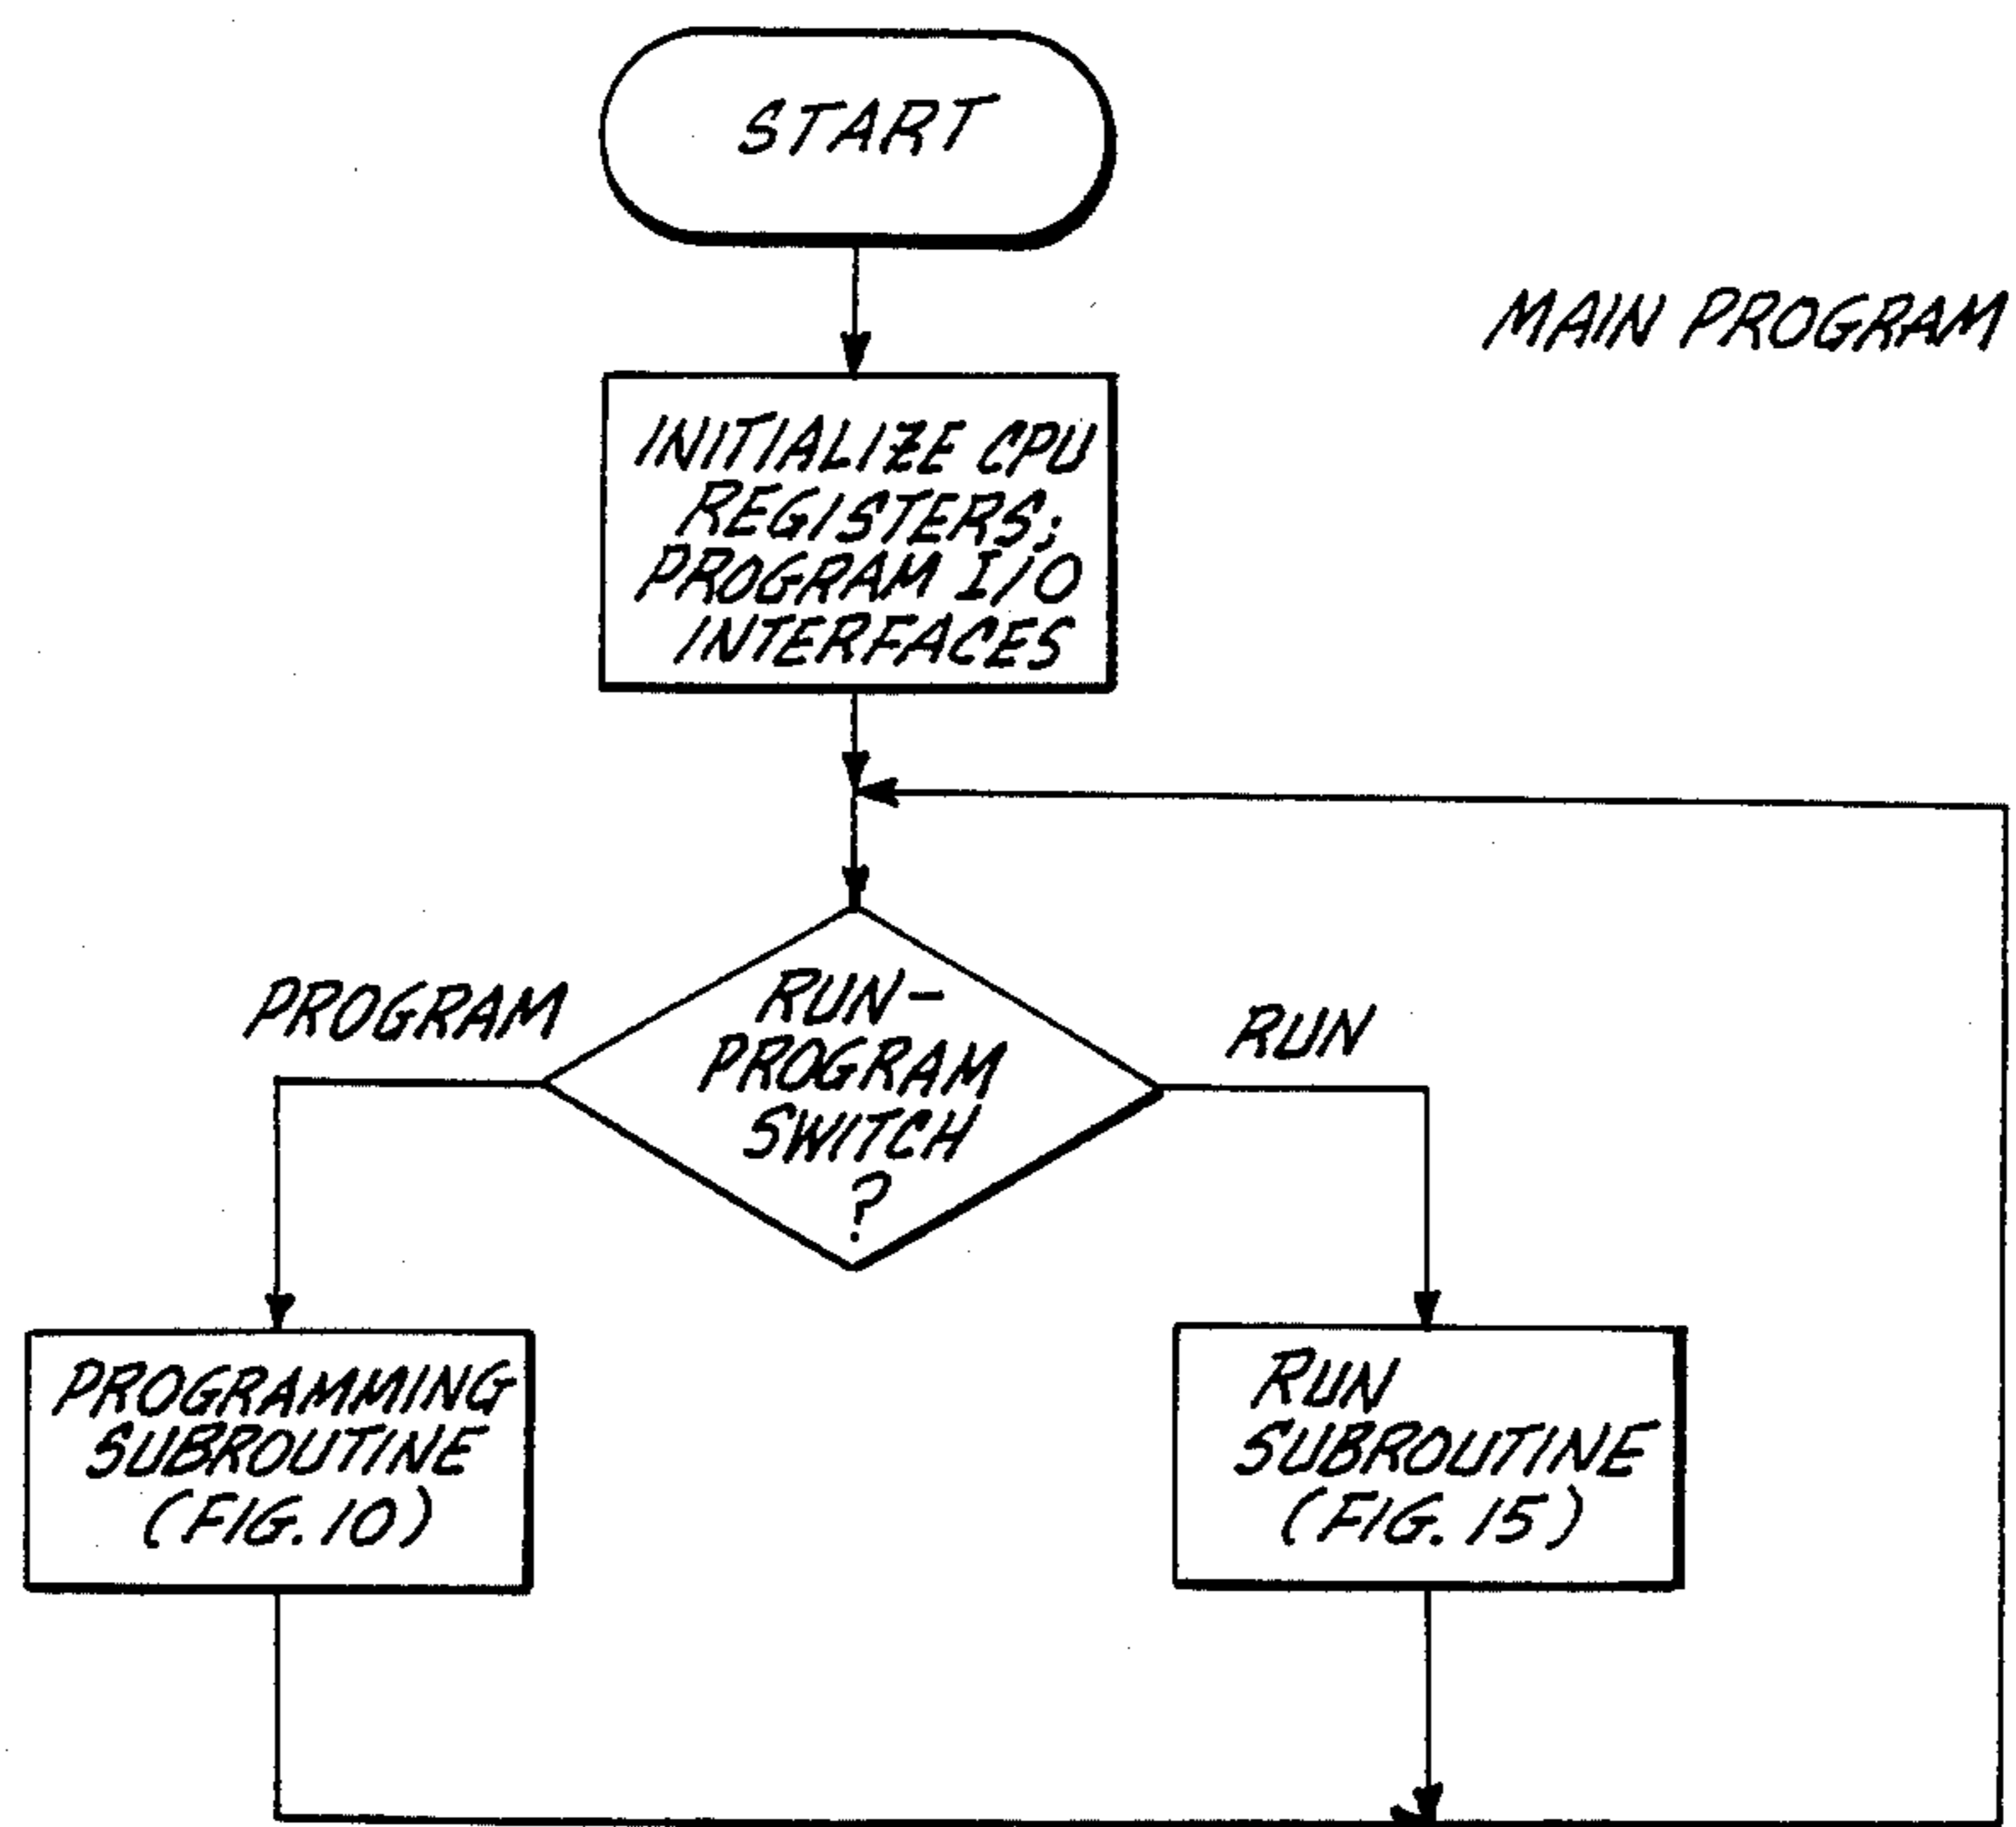 START
MAIN PROGRAM
INITIALIZE CPU
REGISTERS;
PROGRAM I/O
INTERFACES
PROGRAM
RUN-
PROGRAM
SWITCH
?
RUN
PROGRAMMING
SUBROUTINE
(FIG. 10)
RUN
SUBROUTINE
(FIG. 15)